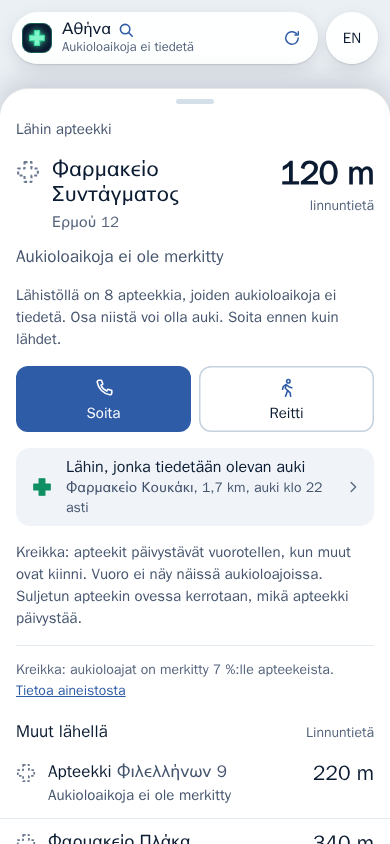 Αθήνα
Aukioloaikoja ei tiedetä
EN
Lähin apteekki
Φαρμακείο
Συντάγματος
120 m
Ερμού 12
linnuntietä
Aukioloaikoja ei ole merkitty
Lähistöllä on 8 apteekkia, joiden aukioloaikoja ei
tiedetä. Osa niistä voi olla auki. Soita ennen kuin
lähdet.
Soita
Reitti
Lähin, jonka tiedetään olevan auki
Φαρμακείο Κουκάκι, 1,7 km, auki klo 22
asti
Kreikka: apteekit päivystävät vuorotellen, kun muut
ovat kiinni. Vuoro ei näy näissä aukioloajoissa.
Suljetun apteekin ovessa kerrotaan, mikä apteekki
päivystää.
Kreikka: aukioloajat on merkitty 7 %:lle apteekeista.
Tietoa aineistosta
Muut lähellä
Linnuntietä
Apteekki Φιλελλήνων 9
220 m
Aukioloaikoja ei ole merkitty
Φαρμακείο Πλάκα
340 m